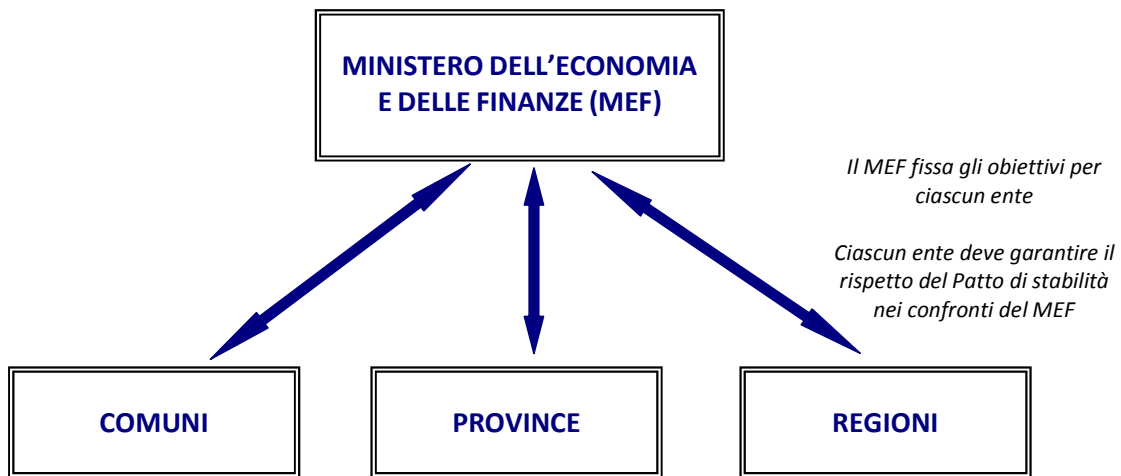 MINISTERO DELL’ECONOMIA
E DELLE FINANZE (MEF)
Il MEF fissa gli obiettivi per
ciascun ente
Ciascun ente deve garantire il
rispetto del Patto di stabilità
nei confronti del MEF
COMUNI
PROVINCE
REGIONI